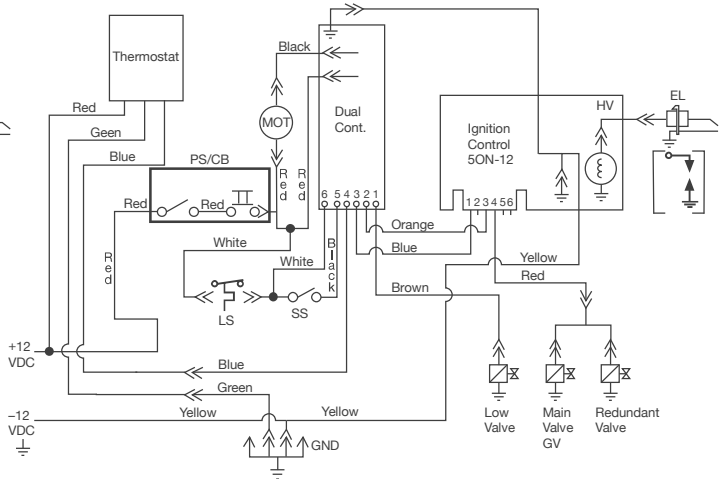 Thermostat
Black
MOT
Dual
Cont.
HV
EL
Ignition
Control
5ON-12
Red
Geen
Blue
PS/CB
Red
Red
Red
Red
6 5 4 3 2 1
1 2 3 4 5 6
Orange
Blue
White
White
Black
Red
Yellow
Red
Brown
LS
SS
+12
VDC
Blue
Green
–12
VDC
Yellow
Yellow
GND
Low
Valve
Main
Valve
GV
Redundant
Valve